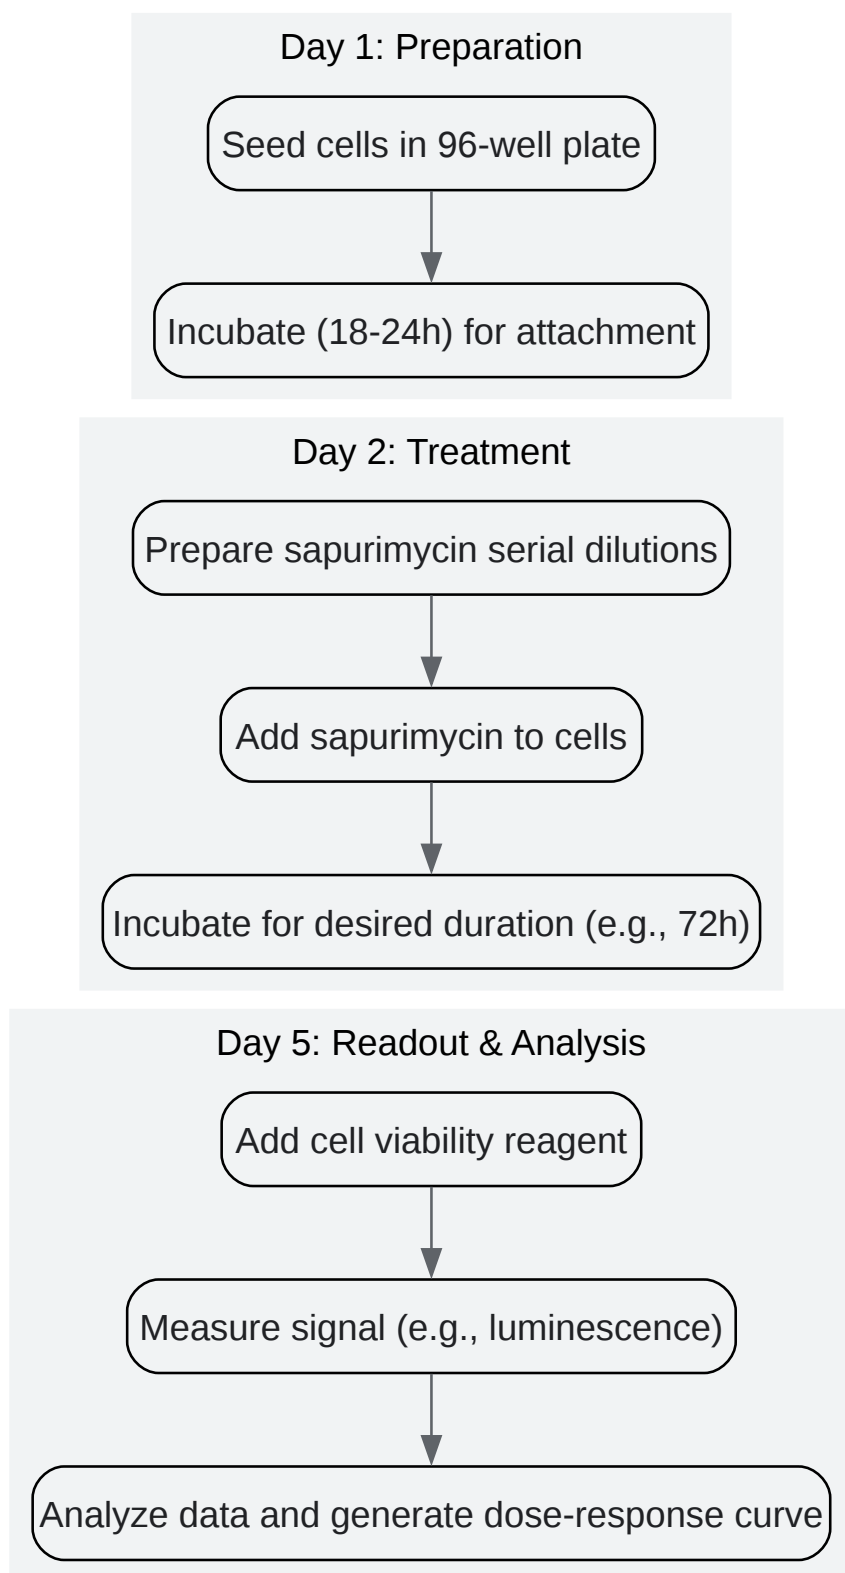 Day 1: Preparation
Seed cells in 96-well plate
Incubate (18-24h) for attachment
Day 2: Treatment
Prepare sapurimycin serial dilutions
Add sapurimycin to cells
Incubate for desired duration (e.g., 72h)
Day 5: Readout & Analysis
Add cell viability reagent
Measure signal (e.g., luminescence)
Analyze data and generate dose-response curve